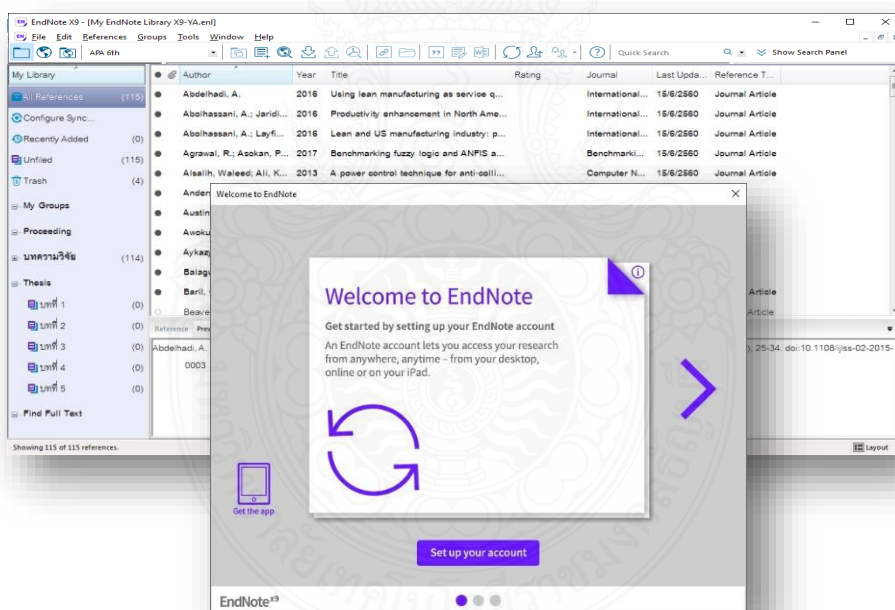 EndNote X9 - [My EndNote Library X9-YA.enl]
File Edit References Groups Tools Window Help
APA 6th Quick Search Show Search Panel
My Library Author Year Title Rating Journal Last Upda... Reference T...
All References (115) Abdelhadi, A. 2016 Using lean manufacturing as service q... International... 15/6/2560 Journal Article
Configure Sync... Abolhassani, A.; Jaridi... 2016 Productivity enhancement in North Ame... International... 15/6/2560 Journal Article
Recently Added (0) Abolhassani, A.; Layfi... 2016 Lean and US manufacturing industry: p... International... 15/6/2560 Journal Article
Unfiled (115) Agrawal, R.; Asokan, P... 2017 Benchmarking fuzzy logic and ANFIS a... Benchmarki... 15/6/2560 Journal Article
Trash (4) Alsalih, Waleed; Ali, K... 2013 A power control technique for anti-colli... Computer N... 15/6/2560 Journal Article
Ander
My Groups Austin
Proceeding Awoku
บทความวิจัย (114) Aykaz
Balag
Thesis Baril, Article
บทที่ 1 (0) Beave Article
บทที่ 2 (0) Reference Prev
บทที่ 3 (0) Abdelhadi, A. ), 25-34. doi:10.1108/ijlss-02-2015-
บทที่ 4 (0) 0003
บทที่ 5 (0)
Find Full Text
Showing 115 of 115 references. Layout
Welcome to EndNote
Welcome to EndNote
Get started by setting up your EndNote account
An EndNote account lets you access your research
from anywhere, anytime – from your desktop,
online or on your iPad.
Get the app
Set up your account
EndNote X9